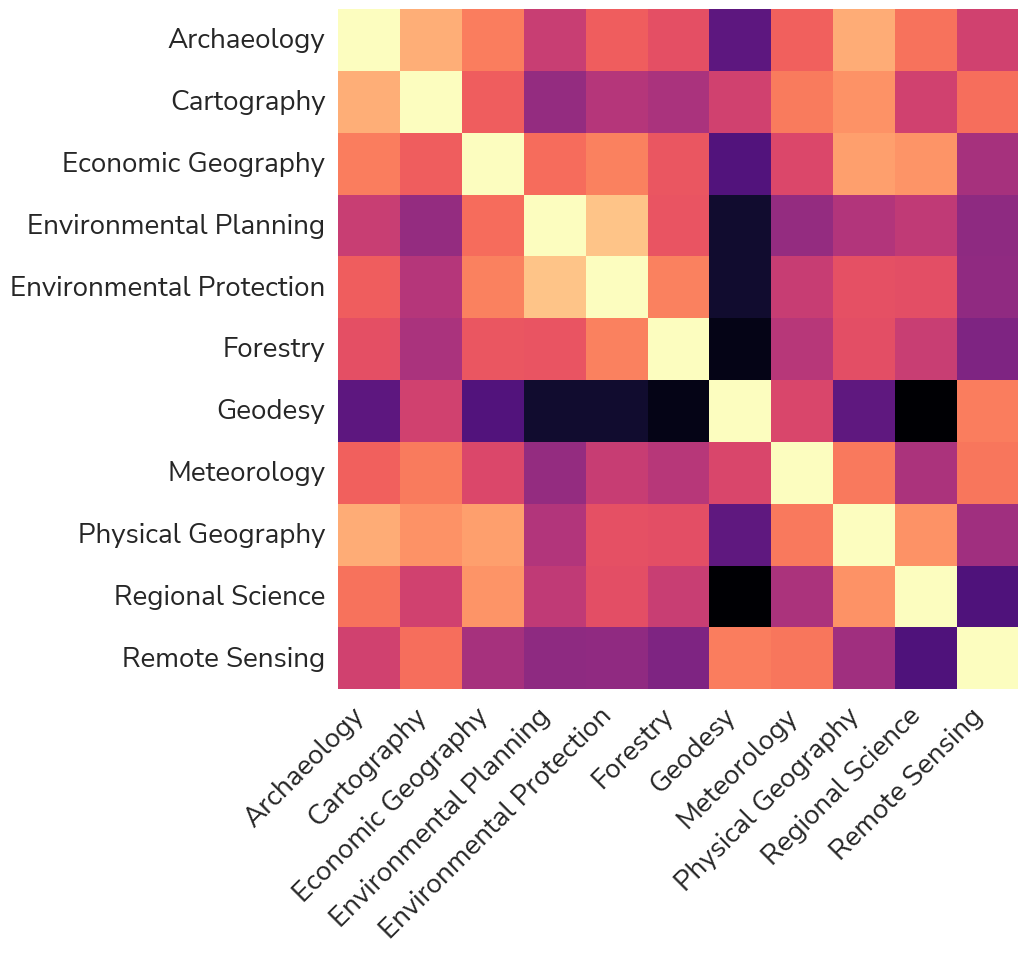 Archaeology
Cartography
Economic Geography
Environmental Planning
Environmental Protection
Forestry
Geodesy
Meteorology
Physical Geography
Regional Science
Remote Sensing
Archaeology
Cartography
Economic Geography
Environmental Planning
Environmental Protection
Forestry
Geodesy
Meteorology
Physical Geography
Regional Science
Remote Sensing